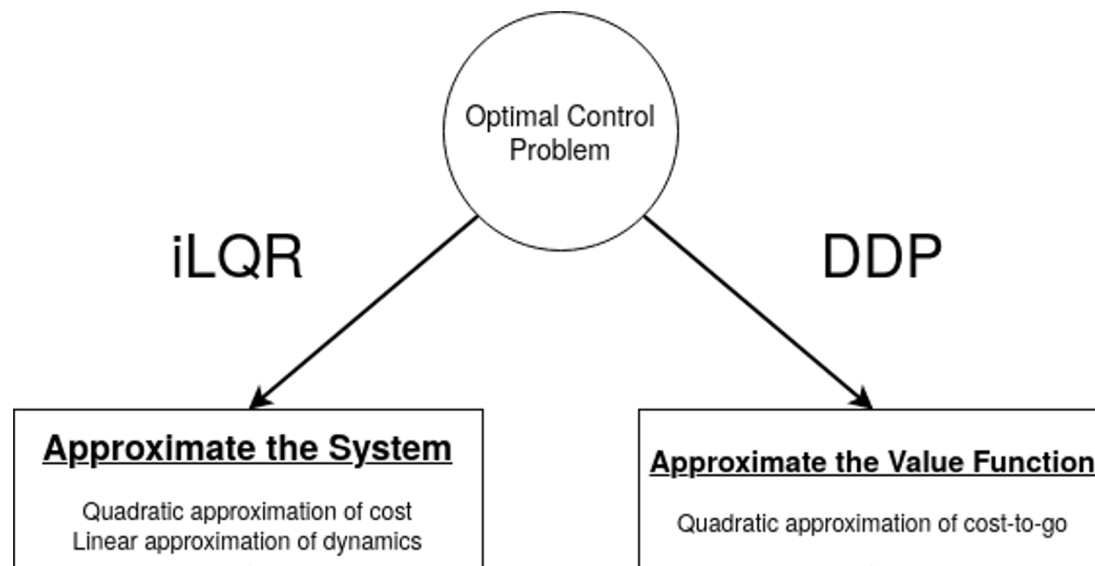 Optimal Control
Problem
iLQR
DDP
Approximate the System
Quadratic approximation of cost
Linear approximation of dynamics
Approximate the Value Function
Quadratic approximation of cost-to-go